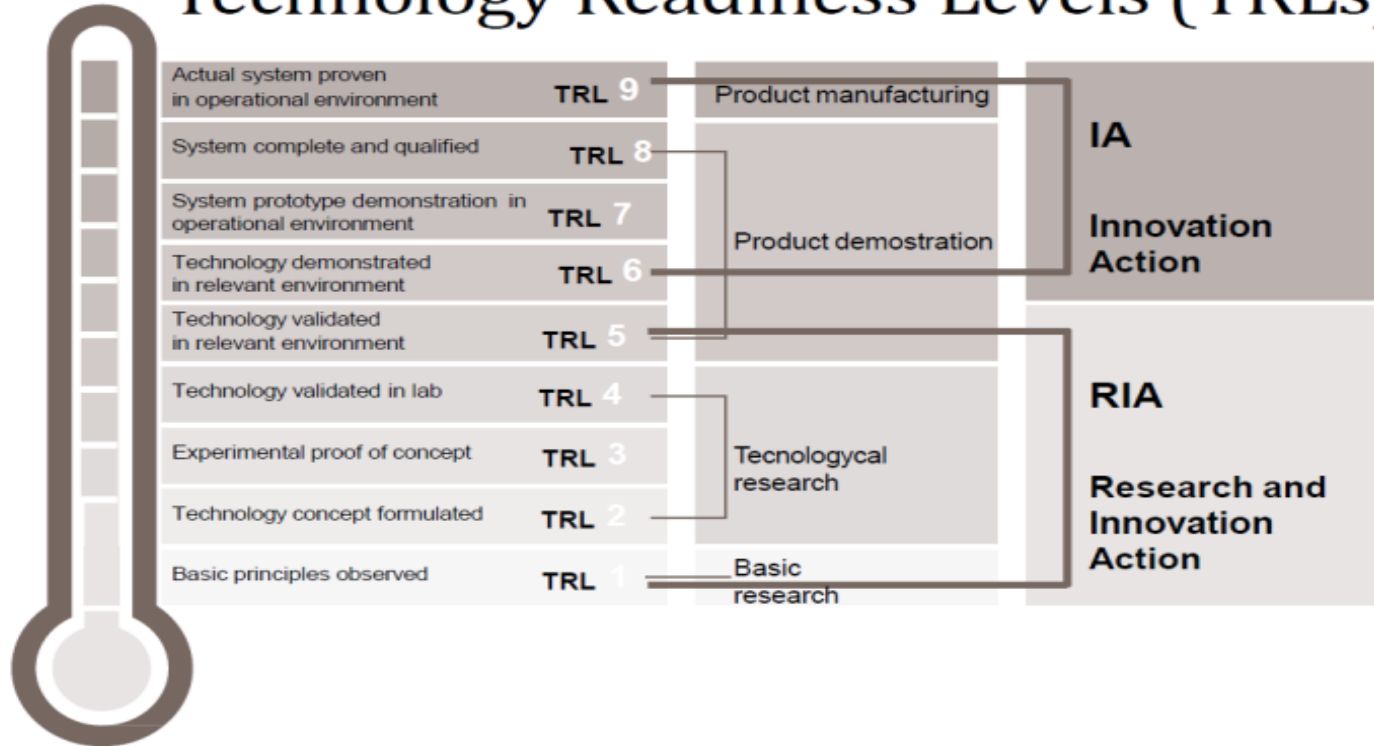 Technology Readiness Levels (TRLs)
Actual system proven
in operational environment
TRL 9
Product manufacturing
System complete and qualified
TRL 8
System prototype demonstration in
operational environment
TRL 7
Technology demonstrated
in relevant environment
TRL 6
Product demostration
Technology validated
in relevant environment
TRL 5
Technology validated in lab
TRL 4
Experimental proof of concept
TRL 3
Tecnologycal
research
Technology concept formulated
TRL 2
Basic principles observed
TRL 1
Basic
research
IA
Innovation
Action
RIA
Research and
Innovation
Action